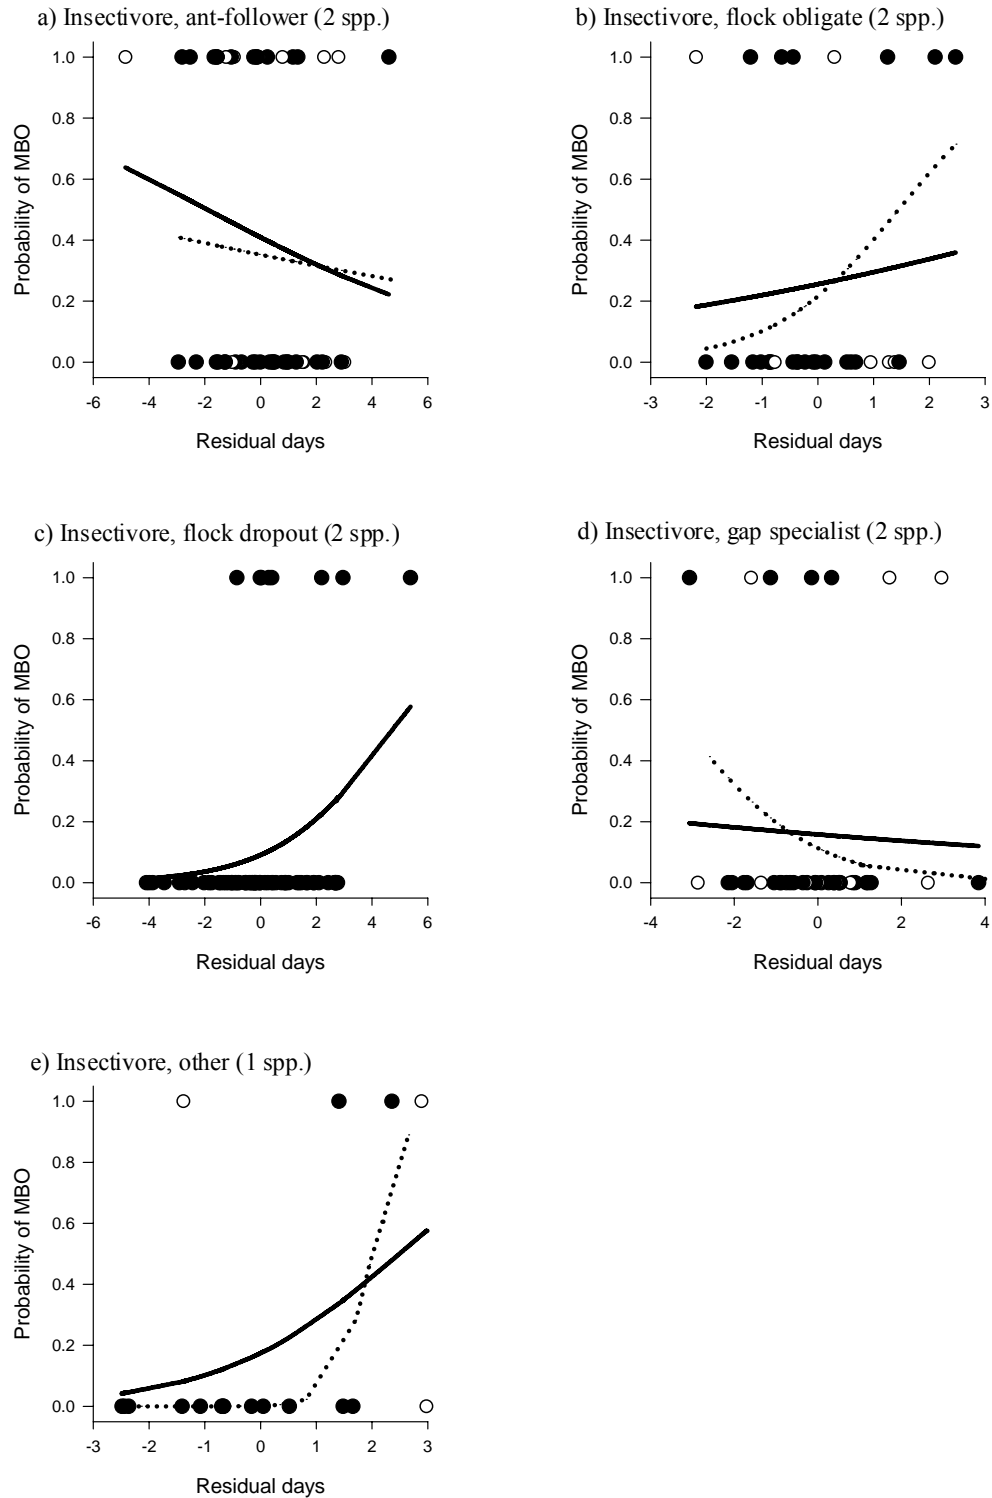 a) Insectivore, ant-follower (2 spp.)
1.0
0.8
0.6
0.4
0.2
0.0
Probability of MBO
-6 -4 -2 0 2 4 6
Residual days
b) Insectivore, flock obligate (2 spp.)
1.0
0.8
0.6
0.4
0.2
0.0
Probability of MBO
-3 -2 -1 0 1 2 3
Residual days
c) Insectivore, flock dropout (2 spp.)
1.0
0.8
0.6
0.4
0.2
0.0
Probability of MBO
-6 -4 -2 0 2 4 6
Residual days
d) Insectivore, gap specialist (2 spp.)
1.0
0.8
0.6
0.4
0.2
0.0
Probability of MBO
-4 -2 0 2 4
Residual days
e) Insectivore, other (1 spp.)
1.0
0.8
0.6
0.4
0.2
0.0
Probability of MBO
-3 -2 -1 0 1 2 3
Residual days